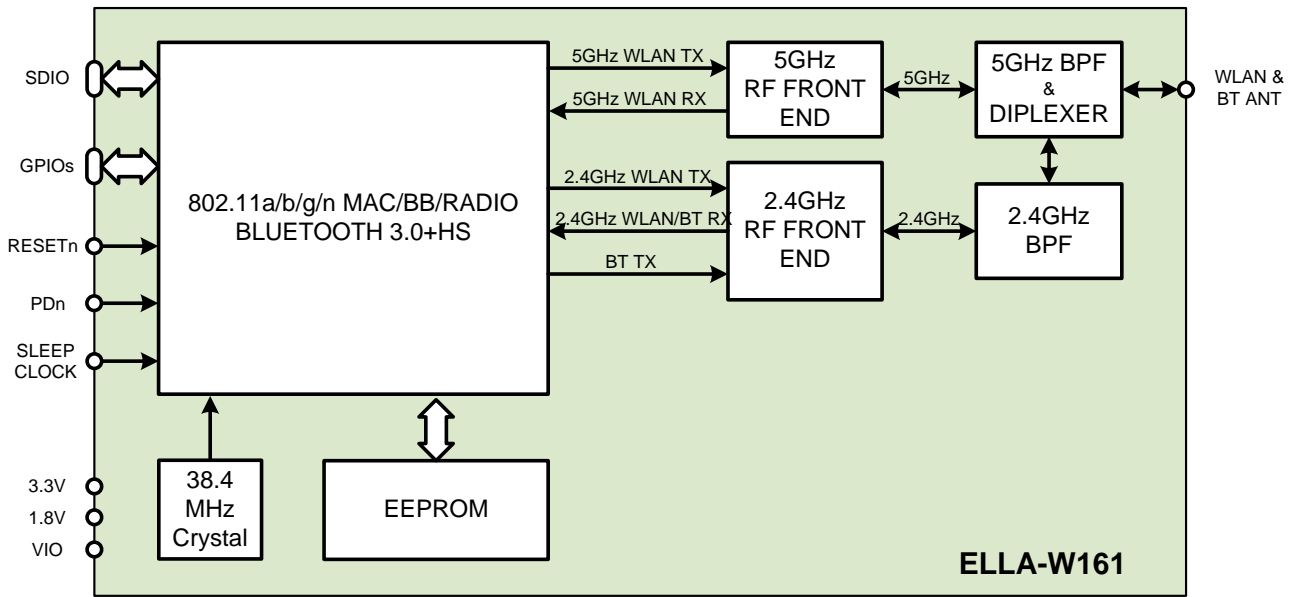 SDIO
GPIOs
RESETn
PDn
SLEEP
CLOCK
3.3V
1.8V
VIO
802.11a/b/g/n MAC/BB/RADIO
BLUETOOTH 3.0+HS
38.4
MHz
Crystal
EEPROM
5GHz WLAN TX
5GHz WLAN RX
2.4GHz WLAN TX
2.4GHz WLAN/BT RX
BT TX
5GHz
RF FRONT
END
2.4GHz
RF FRONT
END
5GHz
2.4GHz
5GHz BPF
&
DIPLEXER
2.4GHz
BPF
WLAN &
BT ANT
ELLA-W161